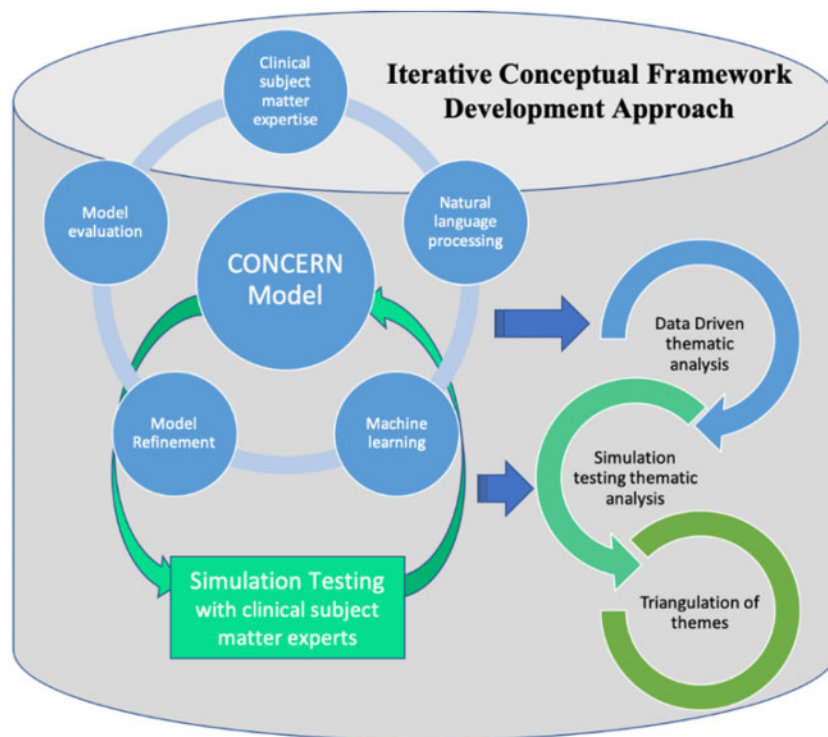 Iterative Conceptual Framework
Development Approach
Clinical
subject
matter
expertise
Model
evaluation
Natural
language
processing
CONCERN
Model
Model
Refinement
Machine
learning
Simulation Testing
with clinical subject
matter experts
Data Driven
thematic
analysis
Simulation
testing thematic
analysis
Triangulation of
themes